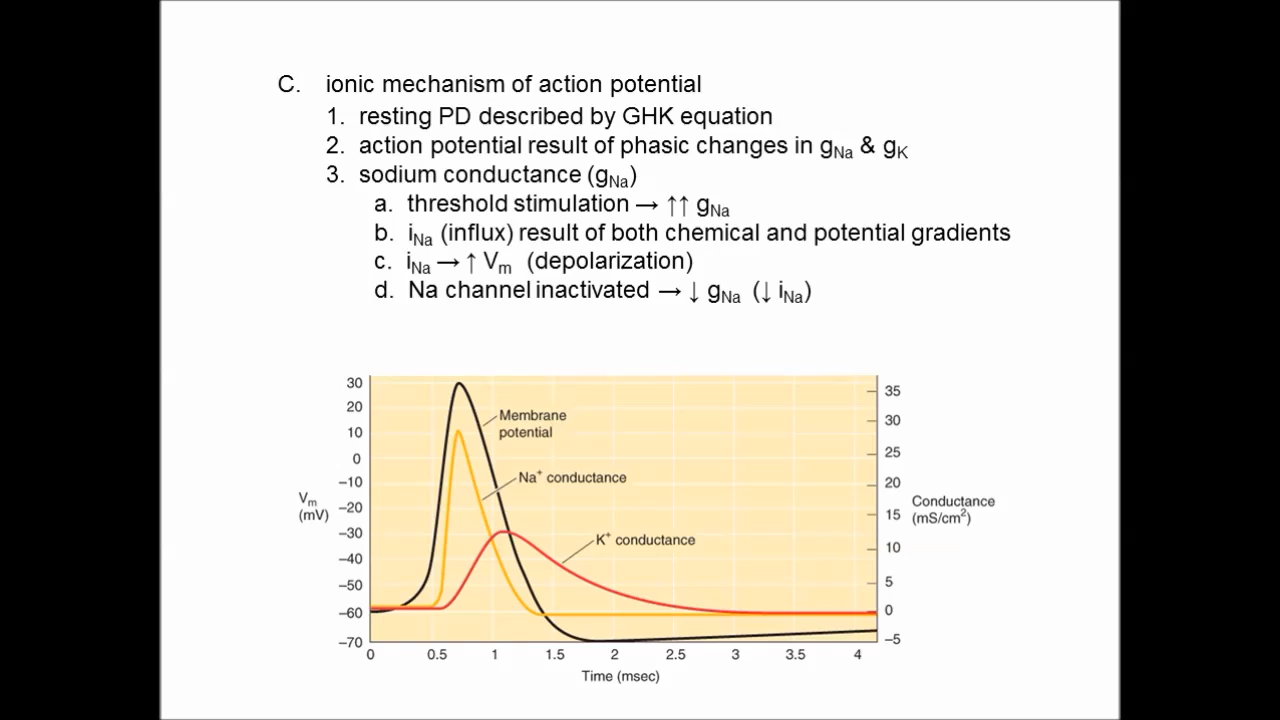 C. ionic mechanism of action potential
1. resting PD described by GHK equation
2. action potential result of phasic changes in gNa & gK
3. sodium conductance (gNa)
a. threshold stimulation → ↑↑ gNa
b. iNa (influx) result of both chemical and potential gradients
c. iNa → ↑ Vm (depolarization)
d. Na channel inactivated → ↓ gNa (↓ iNa)
30
20
10
0
–10
–20
–30
–40
–50
–60
–70
Vm
(mV)
Membrane
potential
Na+ conductance
K+ conductance
35
30
25
20
15
10
5
0
–5
Conductance
(mS/cm2)
0 0.5 1 1.5 2 2.5 3 3.5 4
Time (msec)